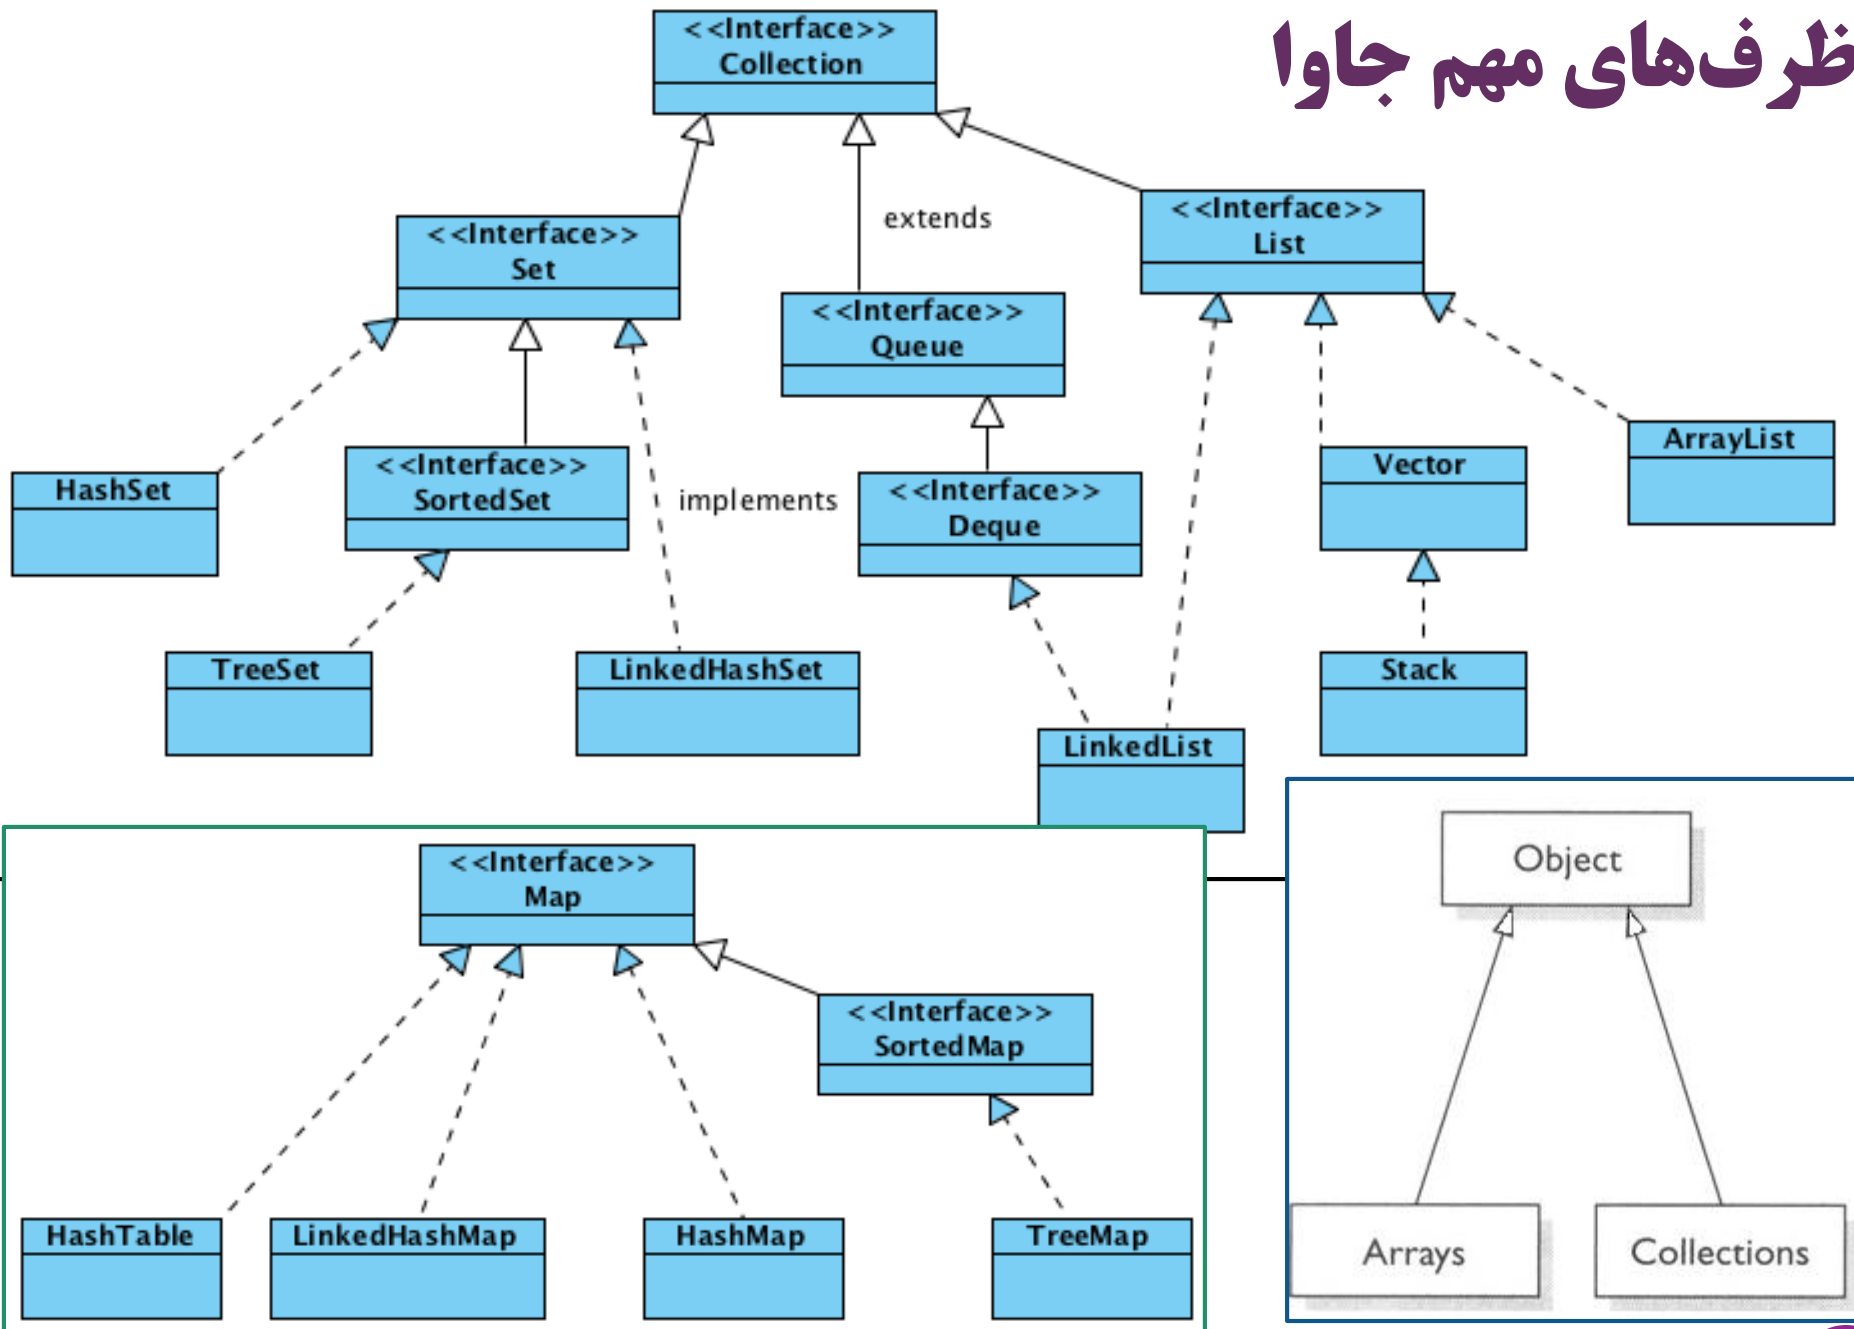 ظرف‌های مهم جاوا
<<Interface>>
Collection
<<Interface>>
Set
extends
<<Interface>>
List
<<Interface>>
Queue
HashSet
<<Interface>>
SortedSet
implements
<<Interface>>
Deque
Vector
ArrayList
TreeSet
LinkedHashSet
LinkedList
Stack
<<Interface>>
Map
<<Interface>>
SortedMap
HashTable
LinkedHashMap
HashMap
TreeMap
Object
Arrays
Collections